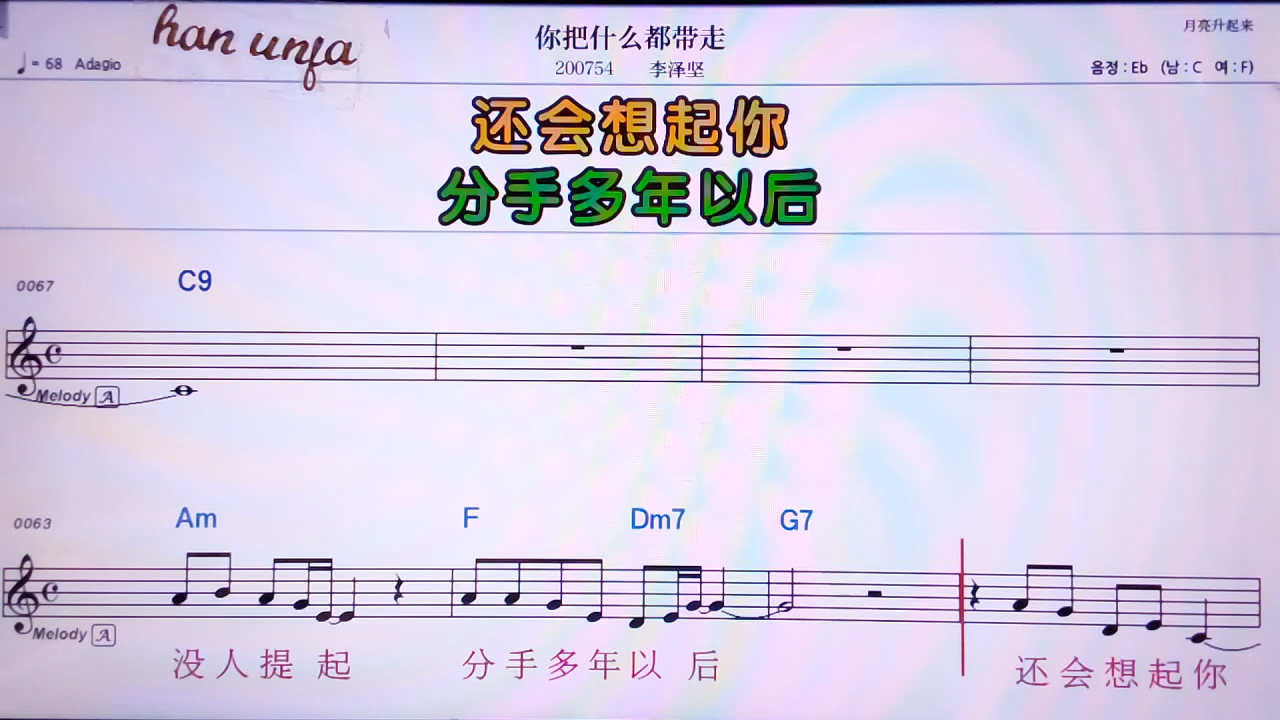 han unfa
你把什么都带走
月亮升起来
♩= 68 Adagio
200754 李泽坚
음정 : Eb (남 : C 여 : F)
还会想起你
分手多年以后
0067
C9
Melody A
0063
Am F Dm7 G7
Melody A
没人提起 分手多年以后 还会想起你